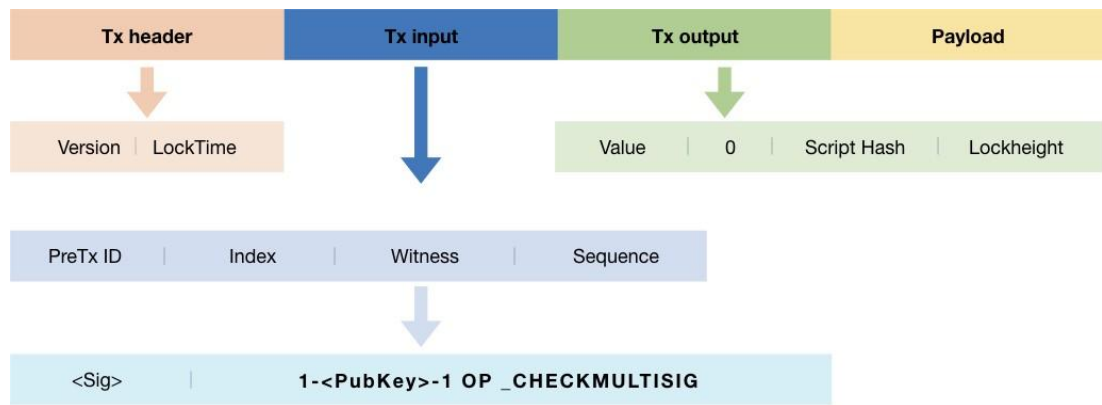 Tx header Tx input Tx output Payload
Version LockTime Value 0 Script Hash Lockheight
PreTx ID Index Witness Sequence
<Sig> 1-<PubKey>-1 OP _CHECKMULTISIG